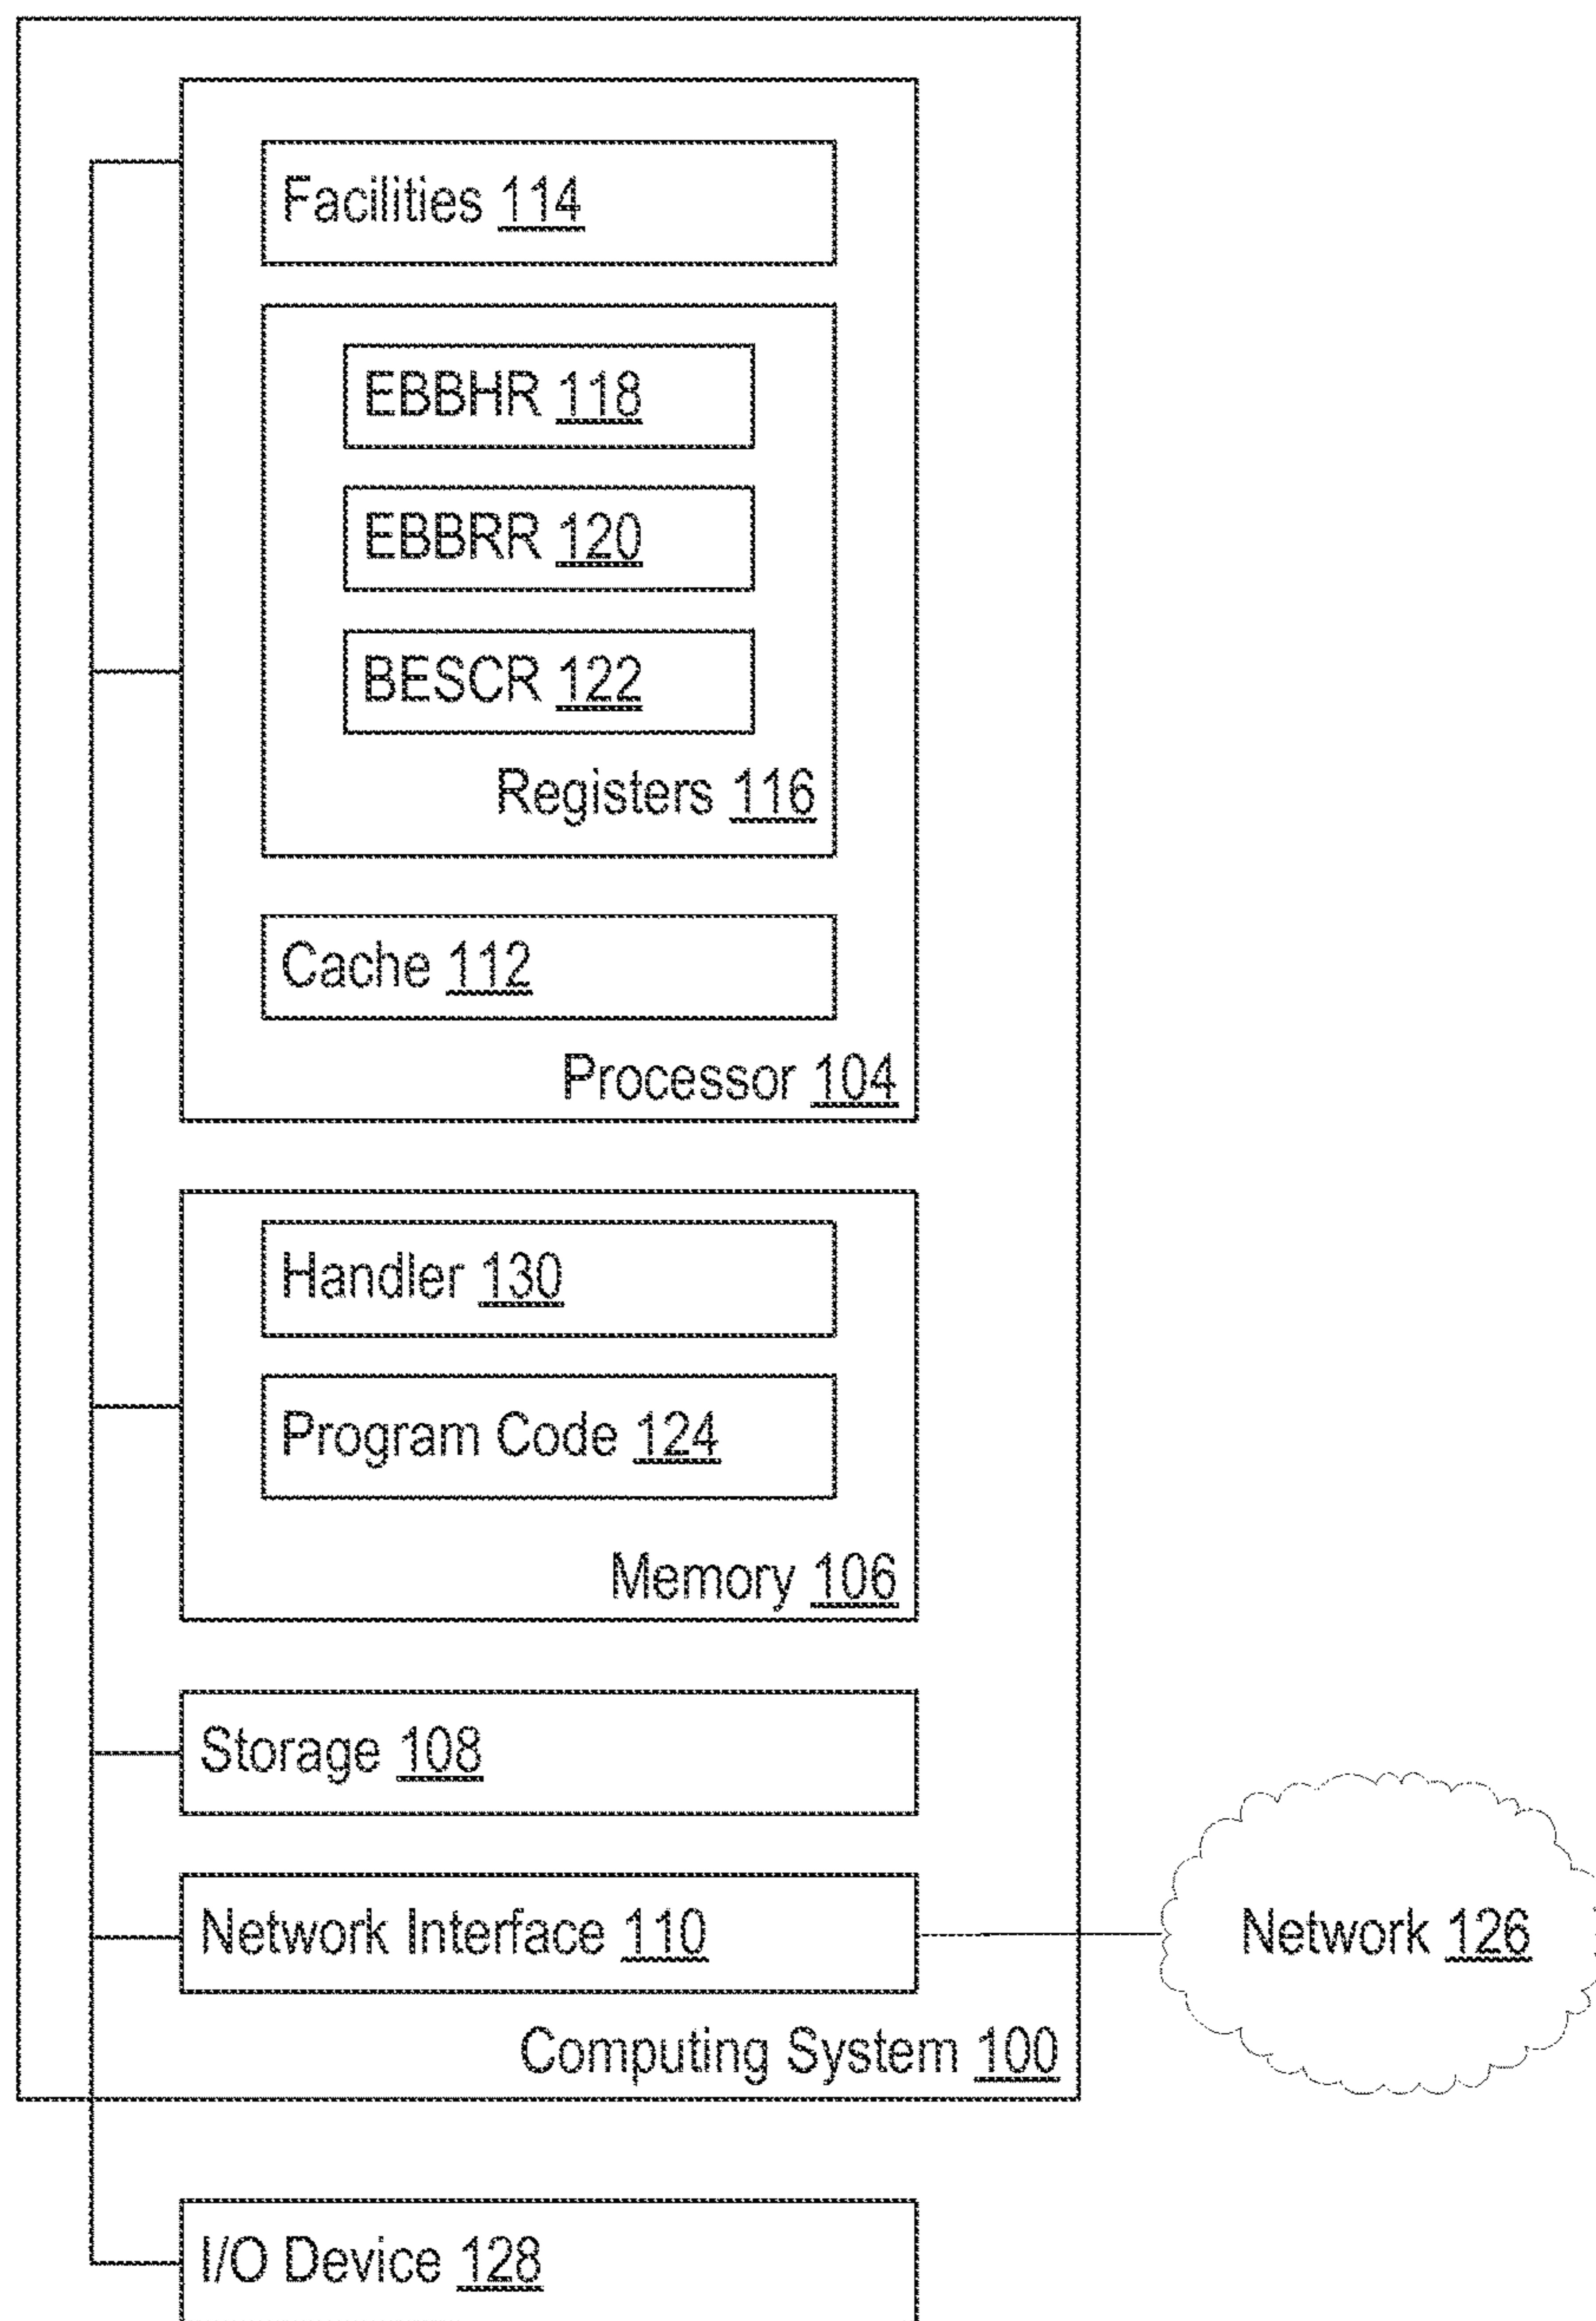 Facilities 114
EBBHR 118
EBBRR 120
BESCR 122
Registers 116
Cache 112
Processor 104
Handler 130
Program Code 124
Memory 106
Storage 108
Network Interface 110
Network 126
Computing System 100
I/O Device 128